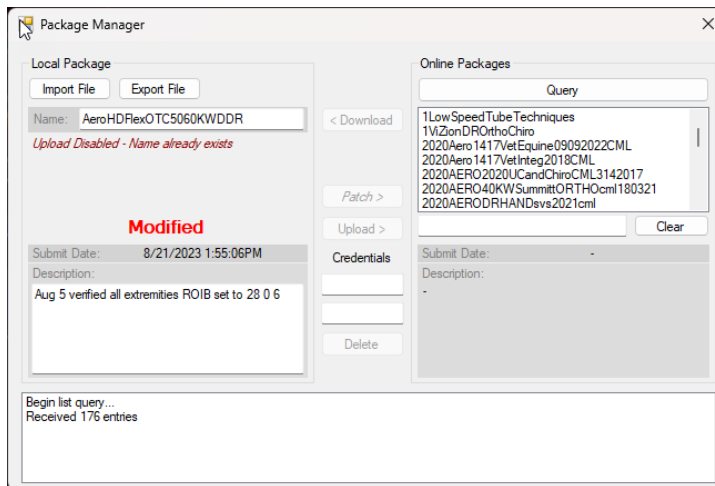 Package Manager
Local Package
Import File
Export File
Name:
AeroHDFlexOTC5060KWDDR
Upload Disabled - Name already exists
Modified
Submit Date:
8/21/2023 1:55:06PM
Description:
Aug 5 verified all extremities ROIB set to 28 0 6
< Download
Patch >
Upload >
Credentials
Delete
Online Packages
Query
1LowSpeedTubeTechniques
1ViZionDROrthoChiro
2020Aero1417VetEquine09092022CML
2020Aero1417VetInteg2018CML
2020AERO2020UCandChiroCML3142017
2020AERO40KWSummittORTHOcml180321
2020AERODRHANDsvs2021cml
Clear
Submit Date:
-
Description:
-
Begin list query...
Received 176 entries